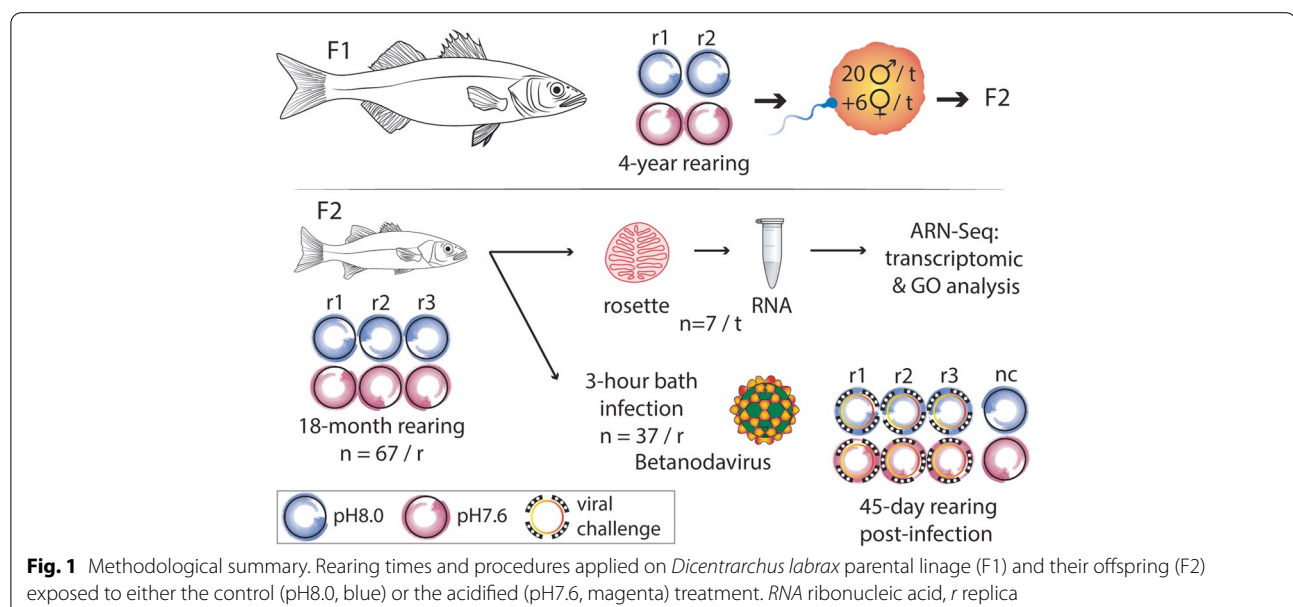 F1
r1 r2
4-year rearing
20♂/t
+6♀/t
F2
F2
r1 r2 r3
18-month rearing
n = 67 / r
rosette
RNA
n=7 / t
ARN-Seq:
transcriptomic
& GO analysis
3-hour bath
infection
n = 37 / r
Betanodavirus
r1 r2 r3 nc
45-day rearing
post-infection
pH8.0
pH7.6
viral
challenge
Fig. 1 Methodological summary. Rearing times and procedures applied on Dicentrarchus labrax parental linage (F1) and their offspring (F2)
exposed to either the control (pH8.0, blue) or the acidified (pH7.6, magenta) treatment. RNA ribonucleic acid, r replica